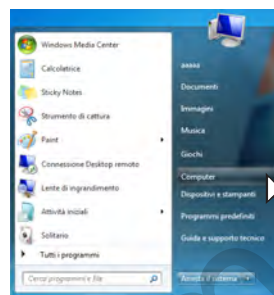 Windows Media Center
Calcolatrice
Sticky Notes
Strumento di cattura
Paint
Connessione Desktop remoto
Lente di ingrandimento
Attività iniziali
Solitario
Tutti i programmi
Cerca programmi e file
aaaaa
Documenti
Immagini
Musica
Giochi
Computer
Dispositivi e stampanti
Programmi predefiniti
Guida e supporto tecnico
Arresta il sistema